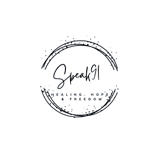 Speak91
HEALING, HOPE
& FREEDOM